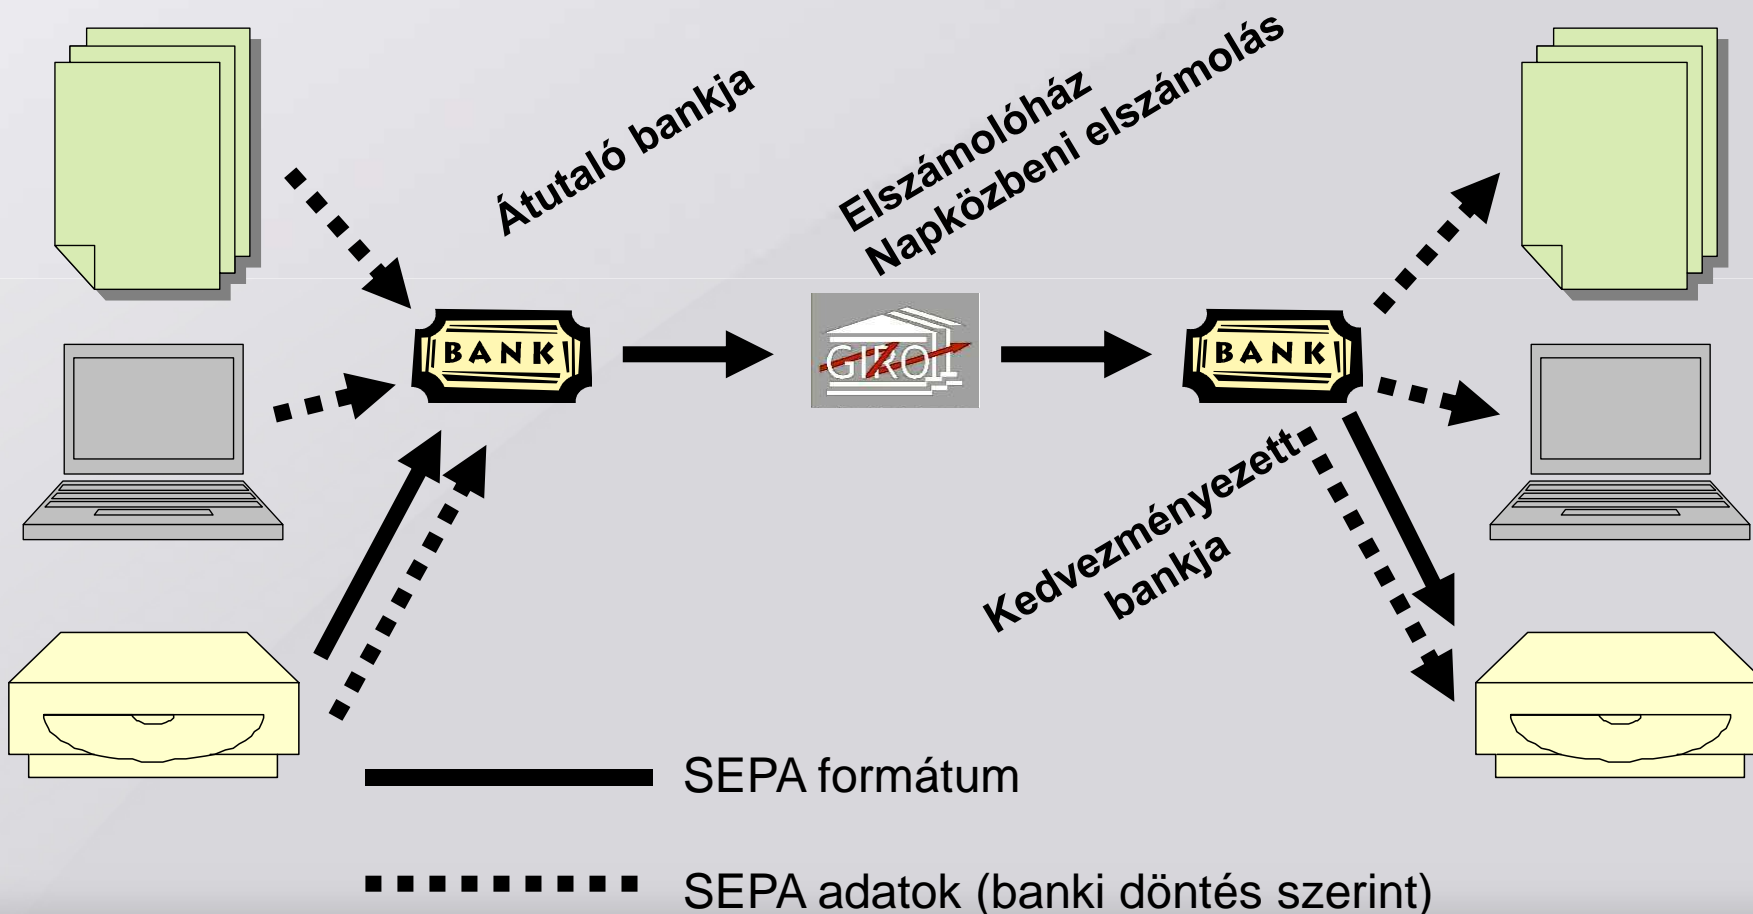 Átutaló bankja
Elszámolóház
Napközbeni elszámolás
BANK
GIRO
BANK
Kedvezményezett
bankja
SEPA formátum
SEPA adatok (banki döntés szerint)